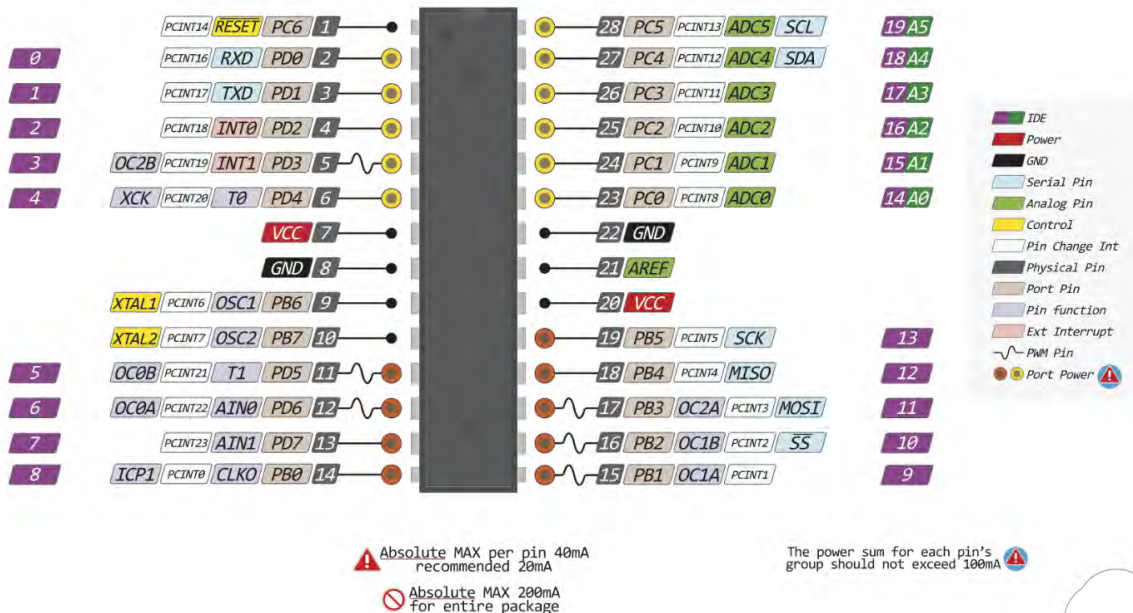 PCINT14 RESET PC6 1
0 PCINT16 RXD PD0 2
1 PCINT17 TXD PD1 3
2 PCINT18 INT0 PD2 4
3 OC2B PCINT19 INT1 PD3 5
4 XCK PCINT20 T0 PD4 6
VCC 7
GND 8
XTAL1 PCINT6 OSC1 PB6 9
XTAL2 PCINT7 OSC2 PB7 10
5 OC0B PCINT21 T1 PD5 11
6 OC0A PCINT22 AIN0 PD6 12
7 PCINT23 AIN1 PD7 13
8 ICP1 PCINT0 CLKO PB0 14
28 PC5 PCINT13 ADC5 SCL 19 A5
27 PC4 PCINT12 ADC4 SDA 18 A4
26 PC3 PCINT11 ADC3 17 A3
25 PC2 PCINT10 ADC2 16 A2
24 PC1 PCINT9 ADC1 15 A1
23 PC0 PCINT8 ADC0 14 A0
22 GND
21 AREF
20 VCC
19 PB5 PCINT5 SCK 13
18 PB4 PCINT4 MISO 12
17 PB3 OC2A PCINT3 MOSI 11
16 PB2 OC1B PCINT2 SS 10
15 PB1 OC1A PCINT1 9
IDE
Power
GND
Serial Pin
Analog Pin
Control
Pin Change Int
Physical Pin
Port Pin
Pin function
Ext Interrupt
PWM Pin
Port Power
Absolute MAX per pin 40mA
recommended 20mA
Absolute MAX 200mA
for entire package
The power sum for each pin's
group should not exceed 100mA